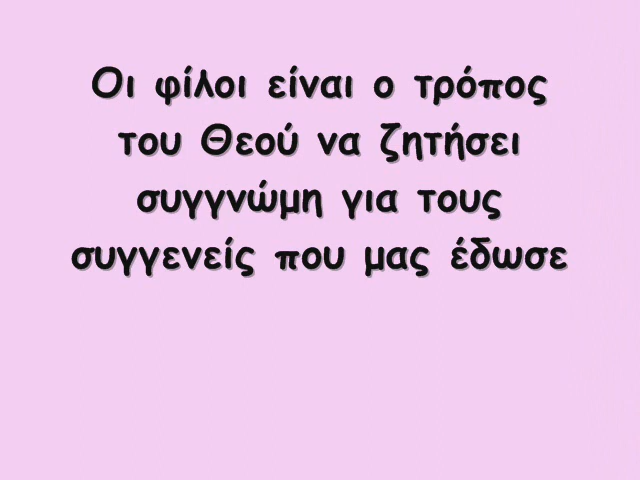 Οι φίλοι είναι ο τρόπος
του Θεού να ζητήσει
συγγνώμη για τους
συγγενείς που μας έδωσε